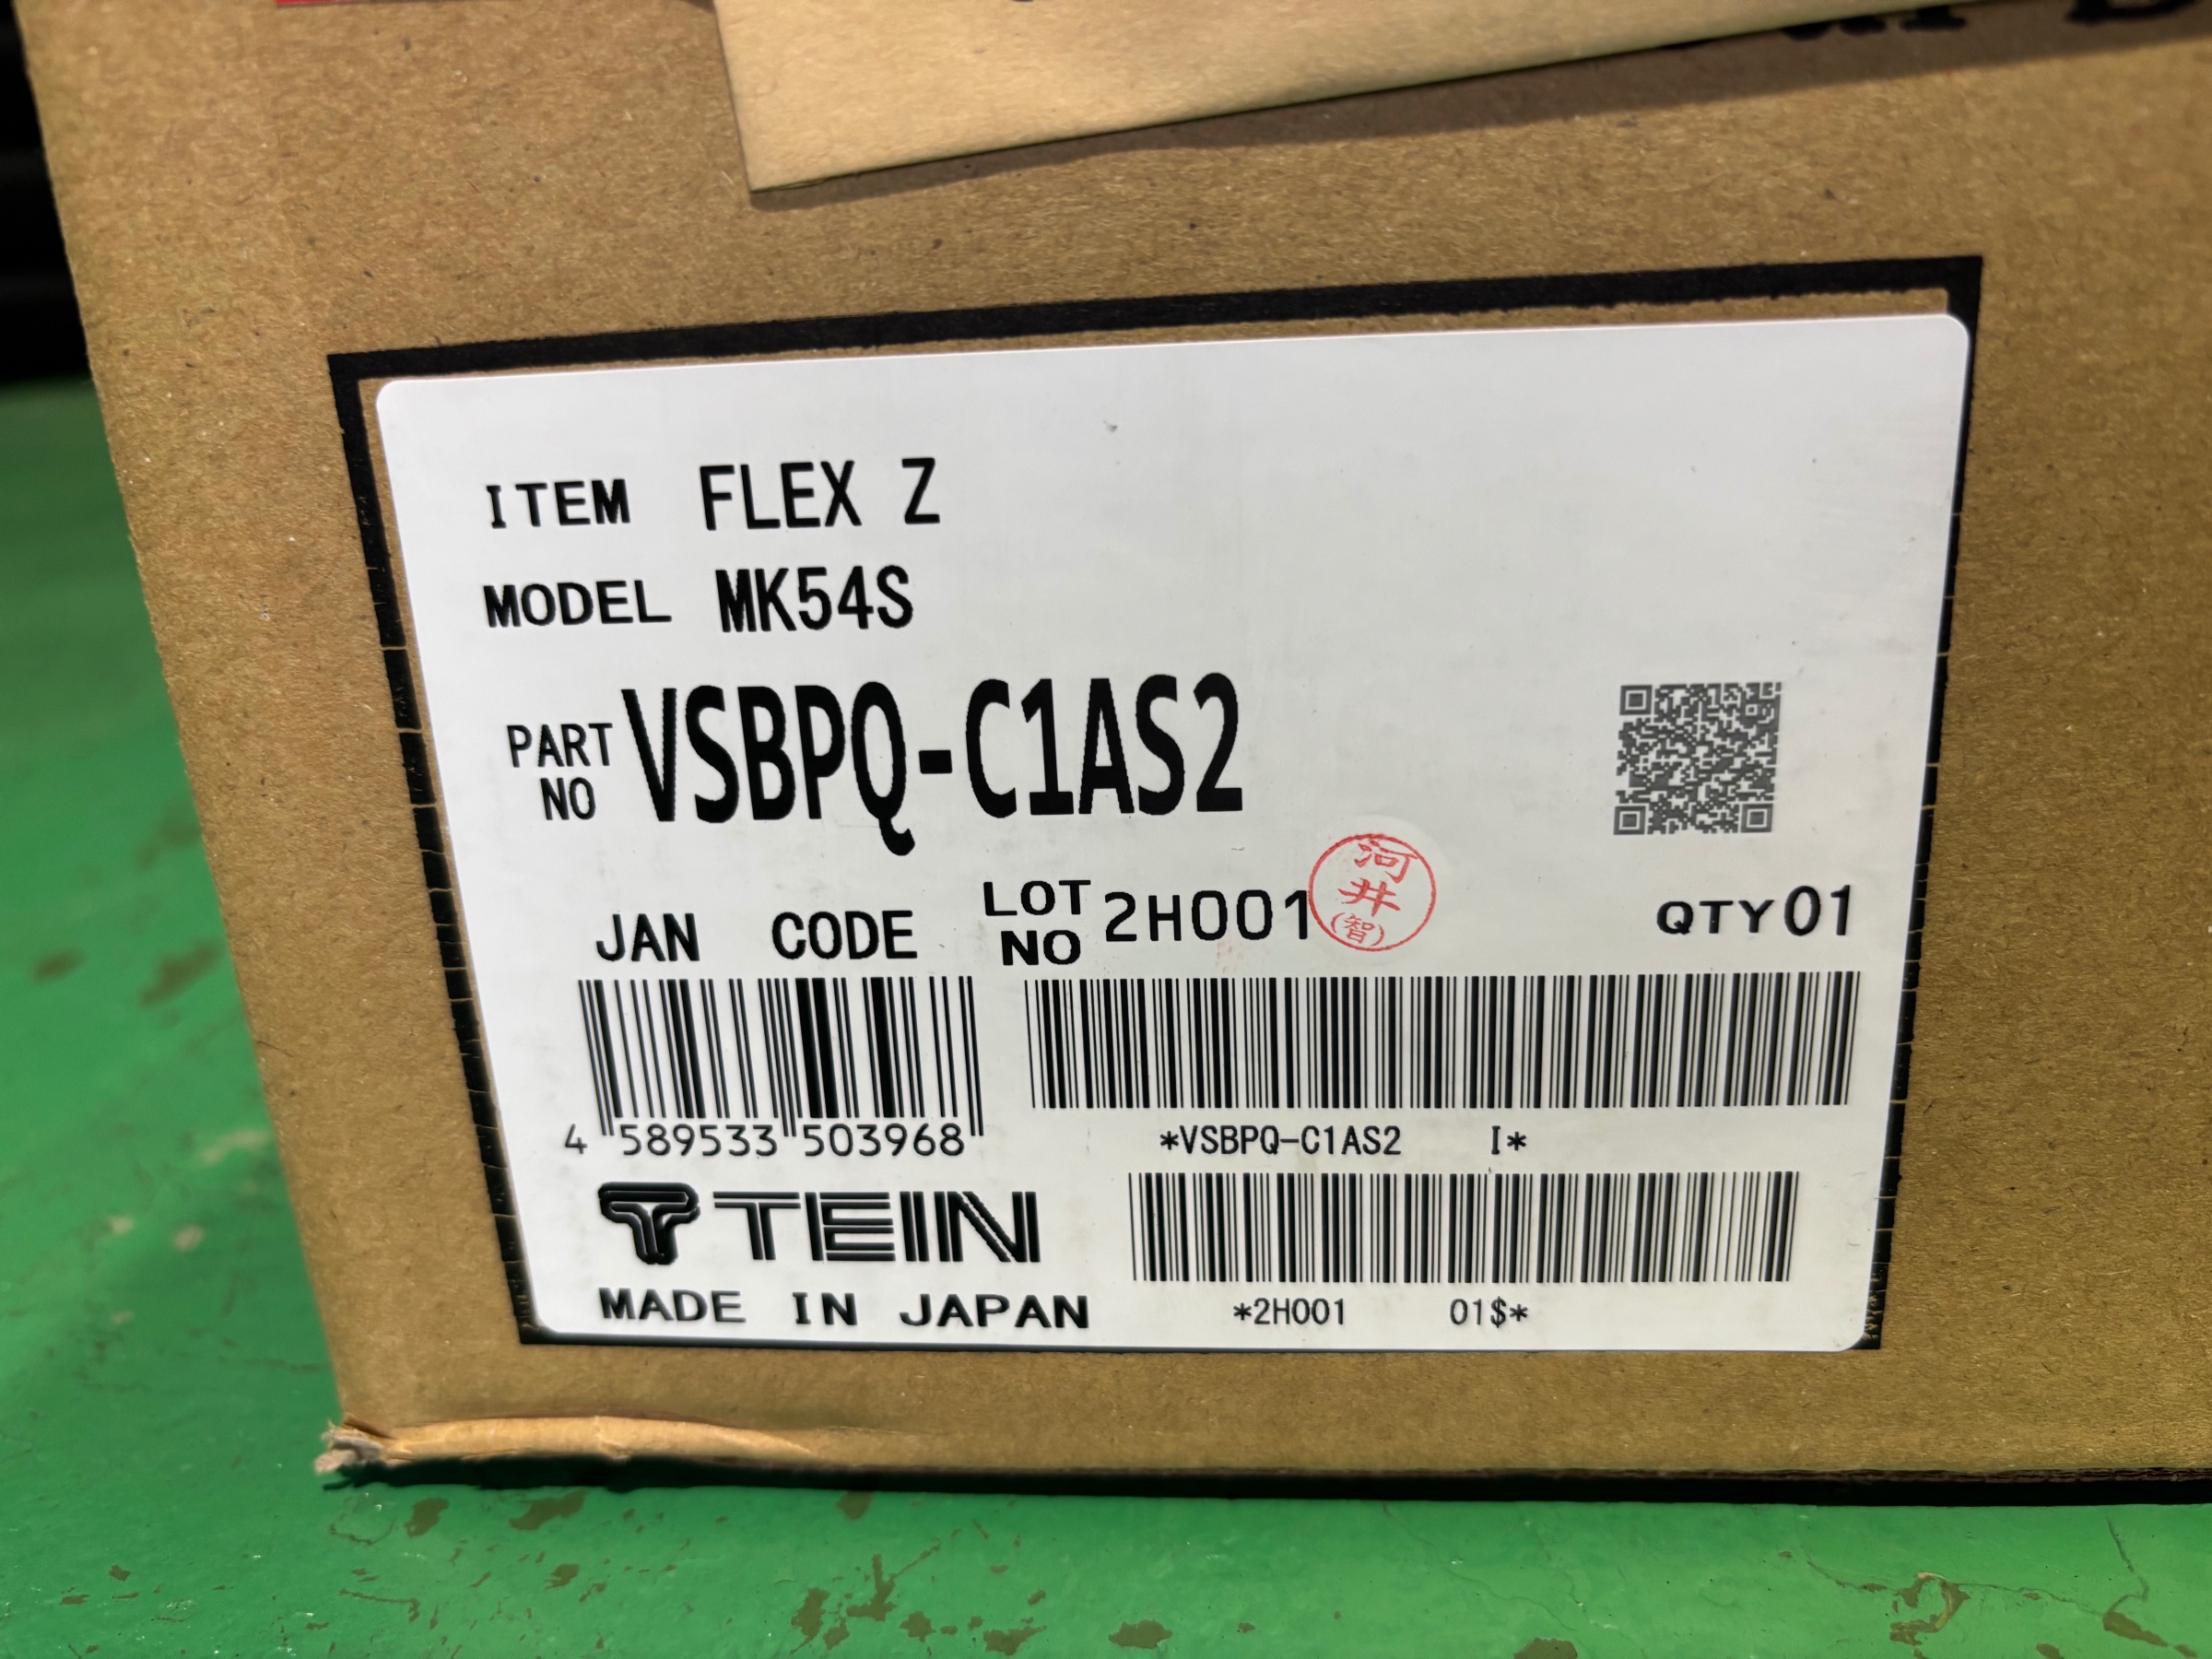 ITEM FLEX Z
MODEL MK54S
PART NO VSBPQ-C1AS2
JAN CODE
LOT NO 2H001
河井(智)
QTY 01
4 589533 503968
*VSBPQ-C1AS2 I*
TEIN
MADE IN JAPAN
*2H001 01$*